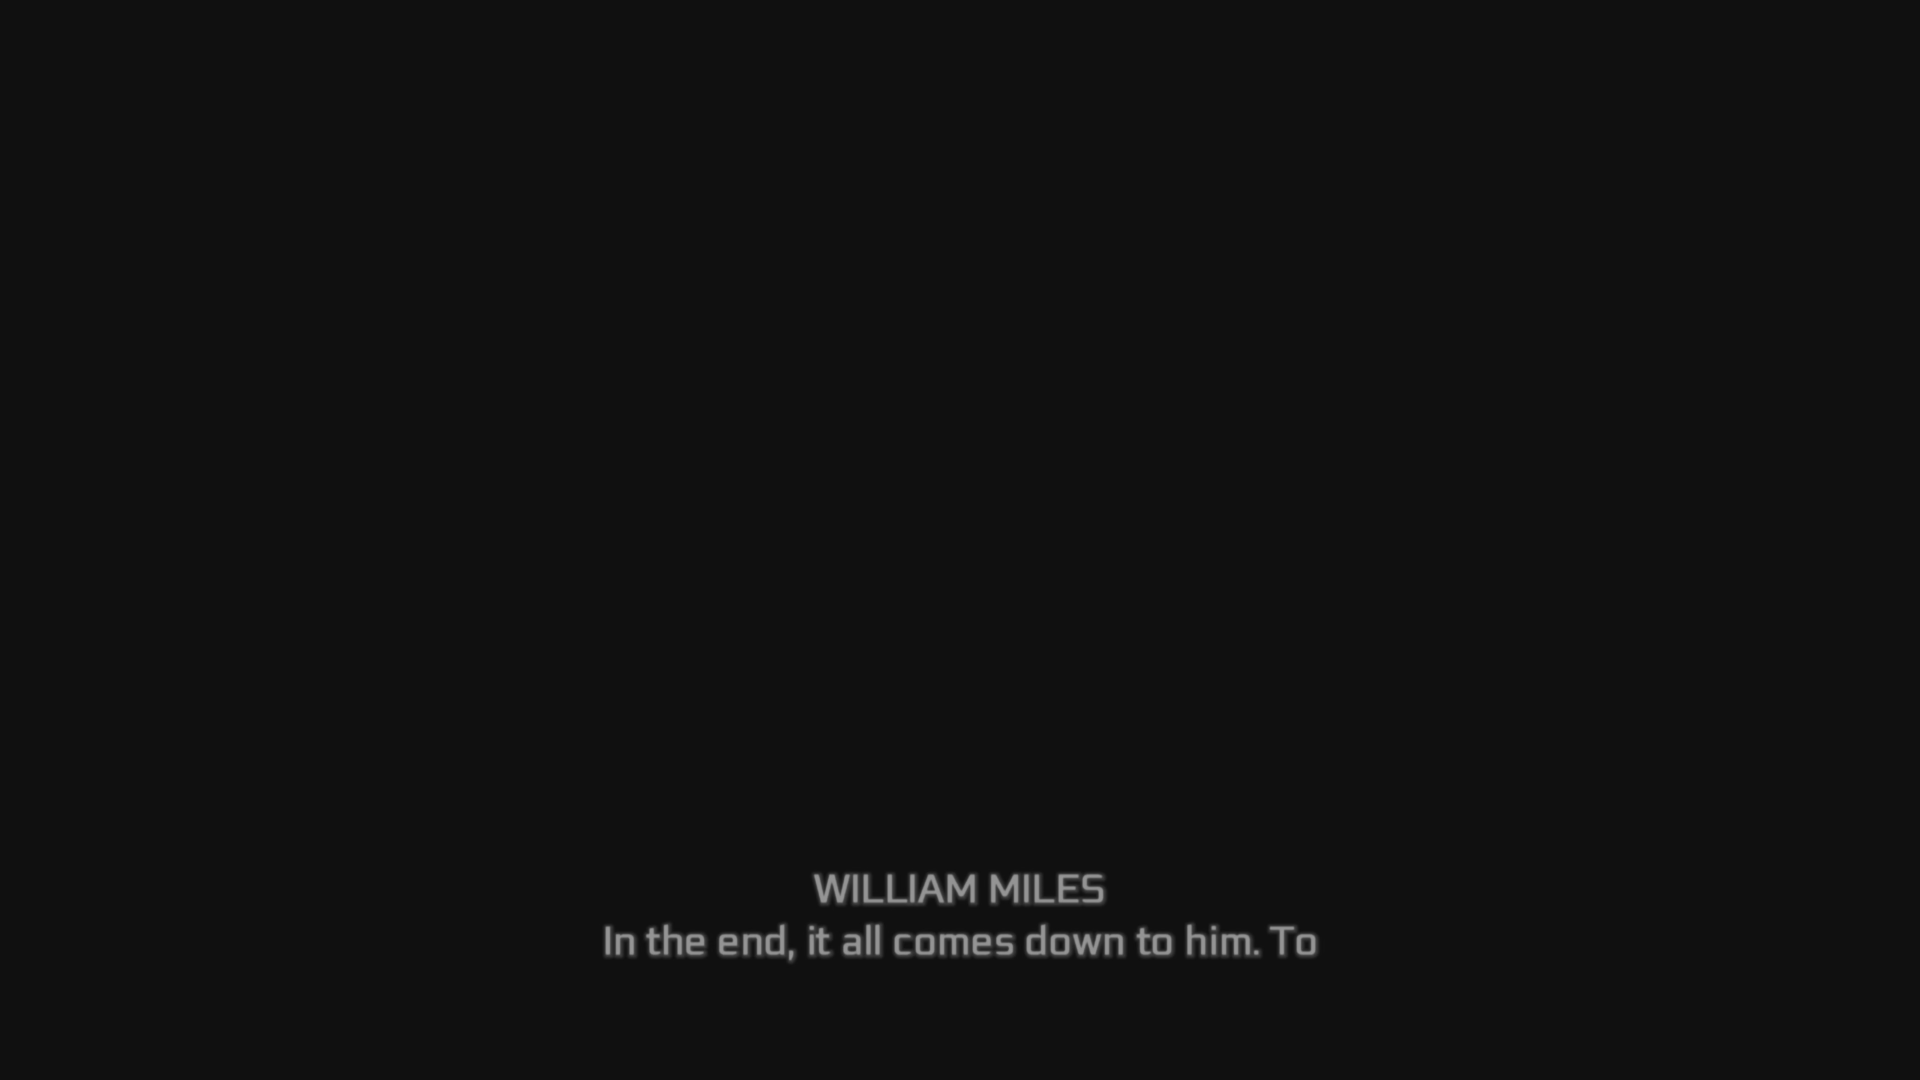 WILLIAM MILES
In the end, it all comes down to him. To